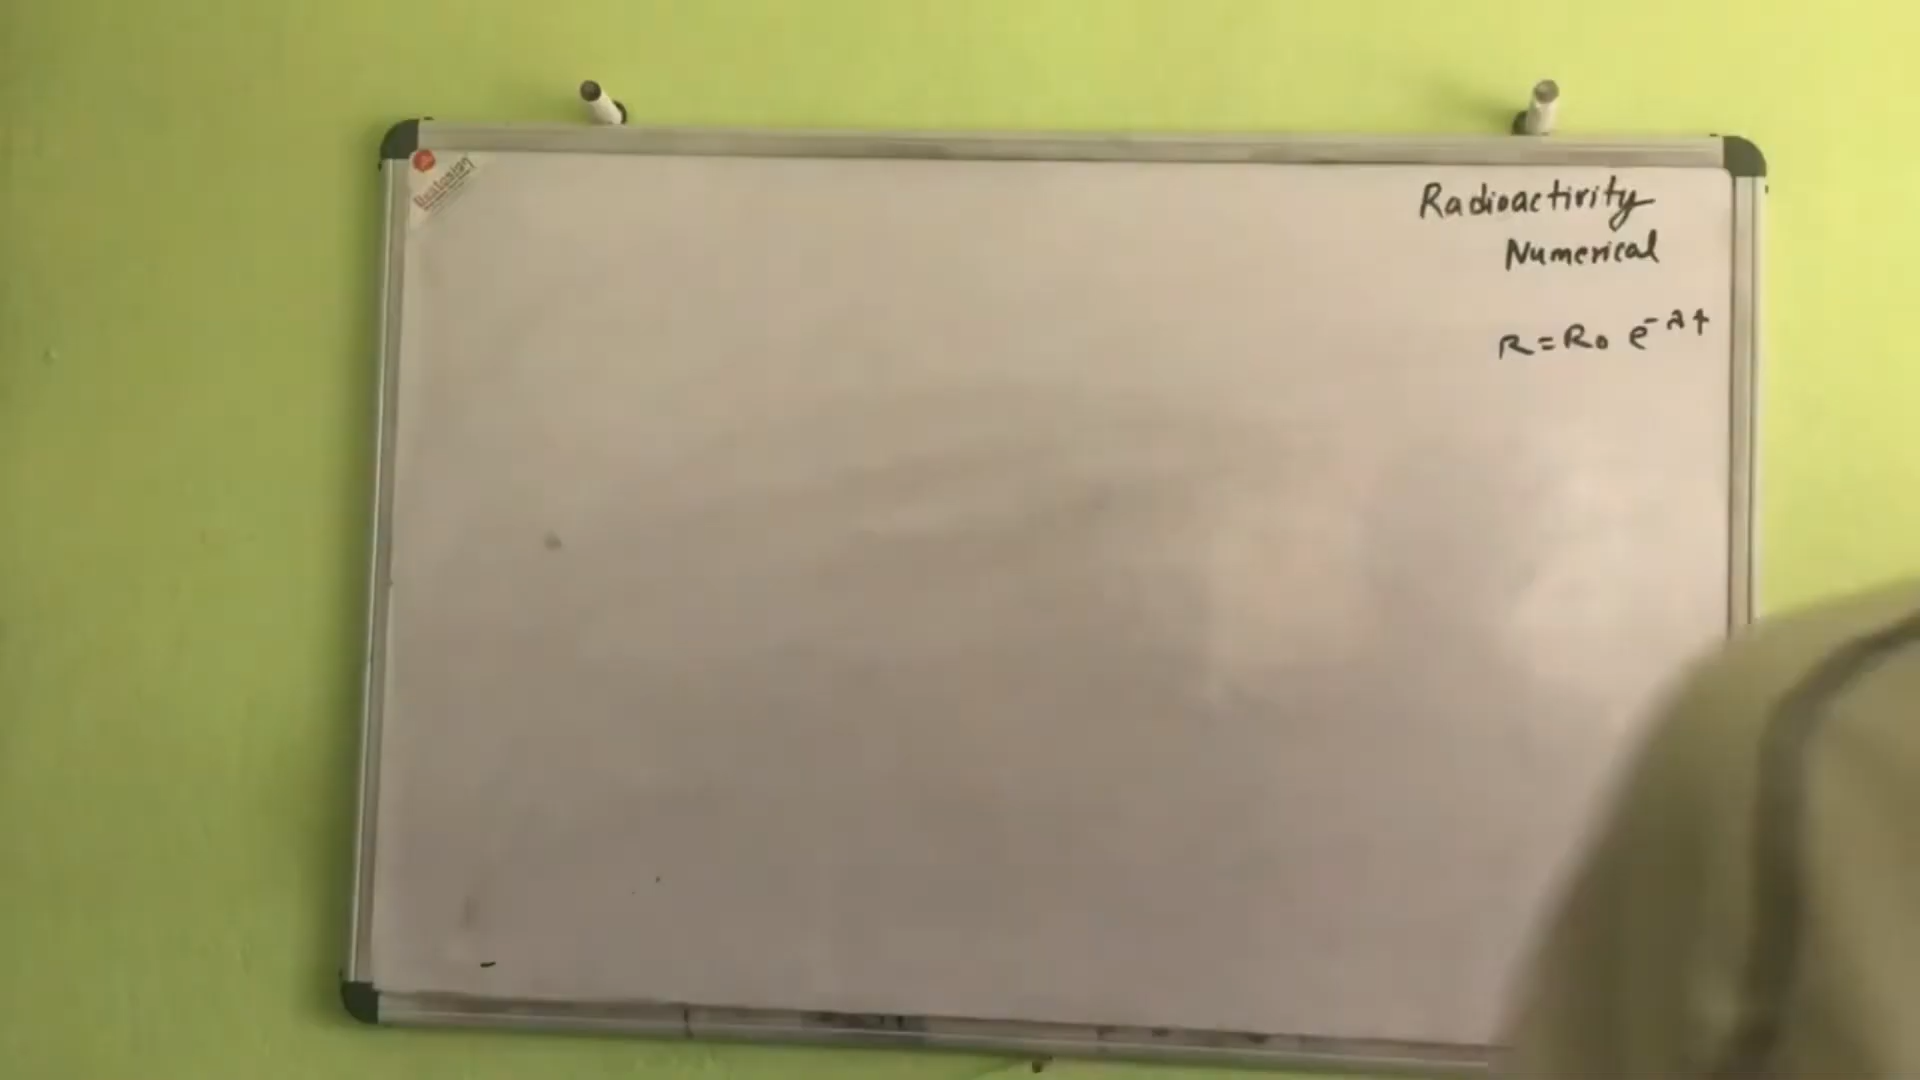 Radioactivity
Numerical
R = R₀ e^{-λt}